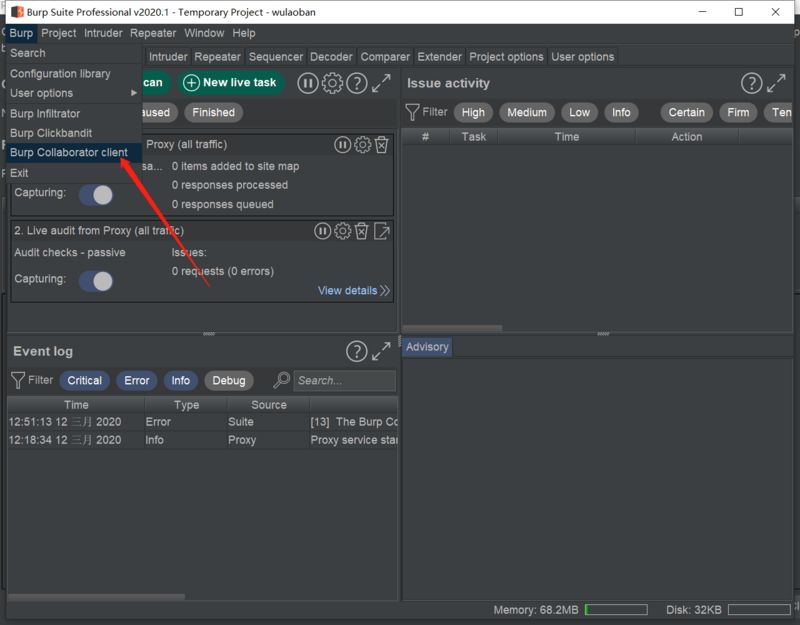 Burp Suite Professional v2020.1 - Temporary Project - wulaoban
Burp Project Intruder Repeater Window Help
Search
Configuration library
User options
Burp Infiltrator
Burp Clickbandit
Burp Collaborator client
Exit
Intruder Repeater Sequencer Decoder Comparer Extender Project options User options
can New live task
aused Finished
Proxy (all traffic)
sa... 0 items added to site map
0 responses processed
Capturing: 0 responses queued
2. Live audit from Proxy (all traffic)
Audit checks - passive Issues:
0 requests (0 errors)
Capturing:
View details
Issue activity
Filter High Medium Low Info Certain Firm Ten
# Task Time Action
Event log
Filter Critical Error Info Debug Search...
Time Type Source
12:51:13 12 三月 2020 Error Suite [13] The Burp Co
12:18:34 12 三月 2020 Info Proxy Proxy service star
Advisory
Memory: 68.2MB Disk: 32KB